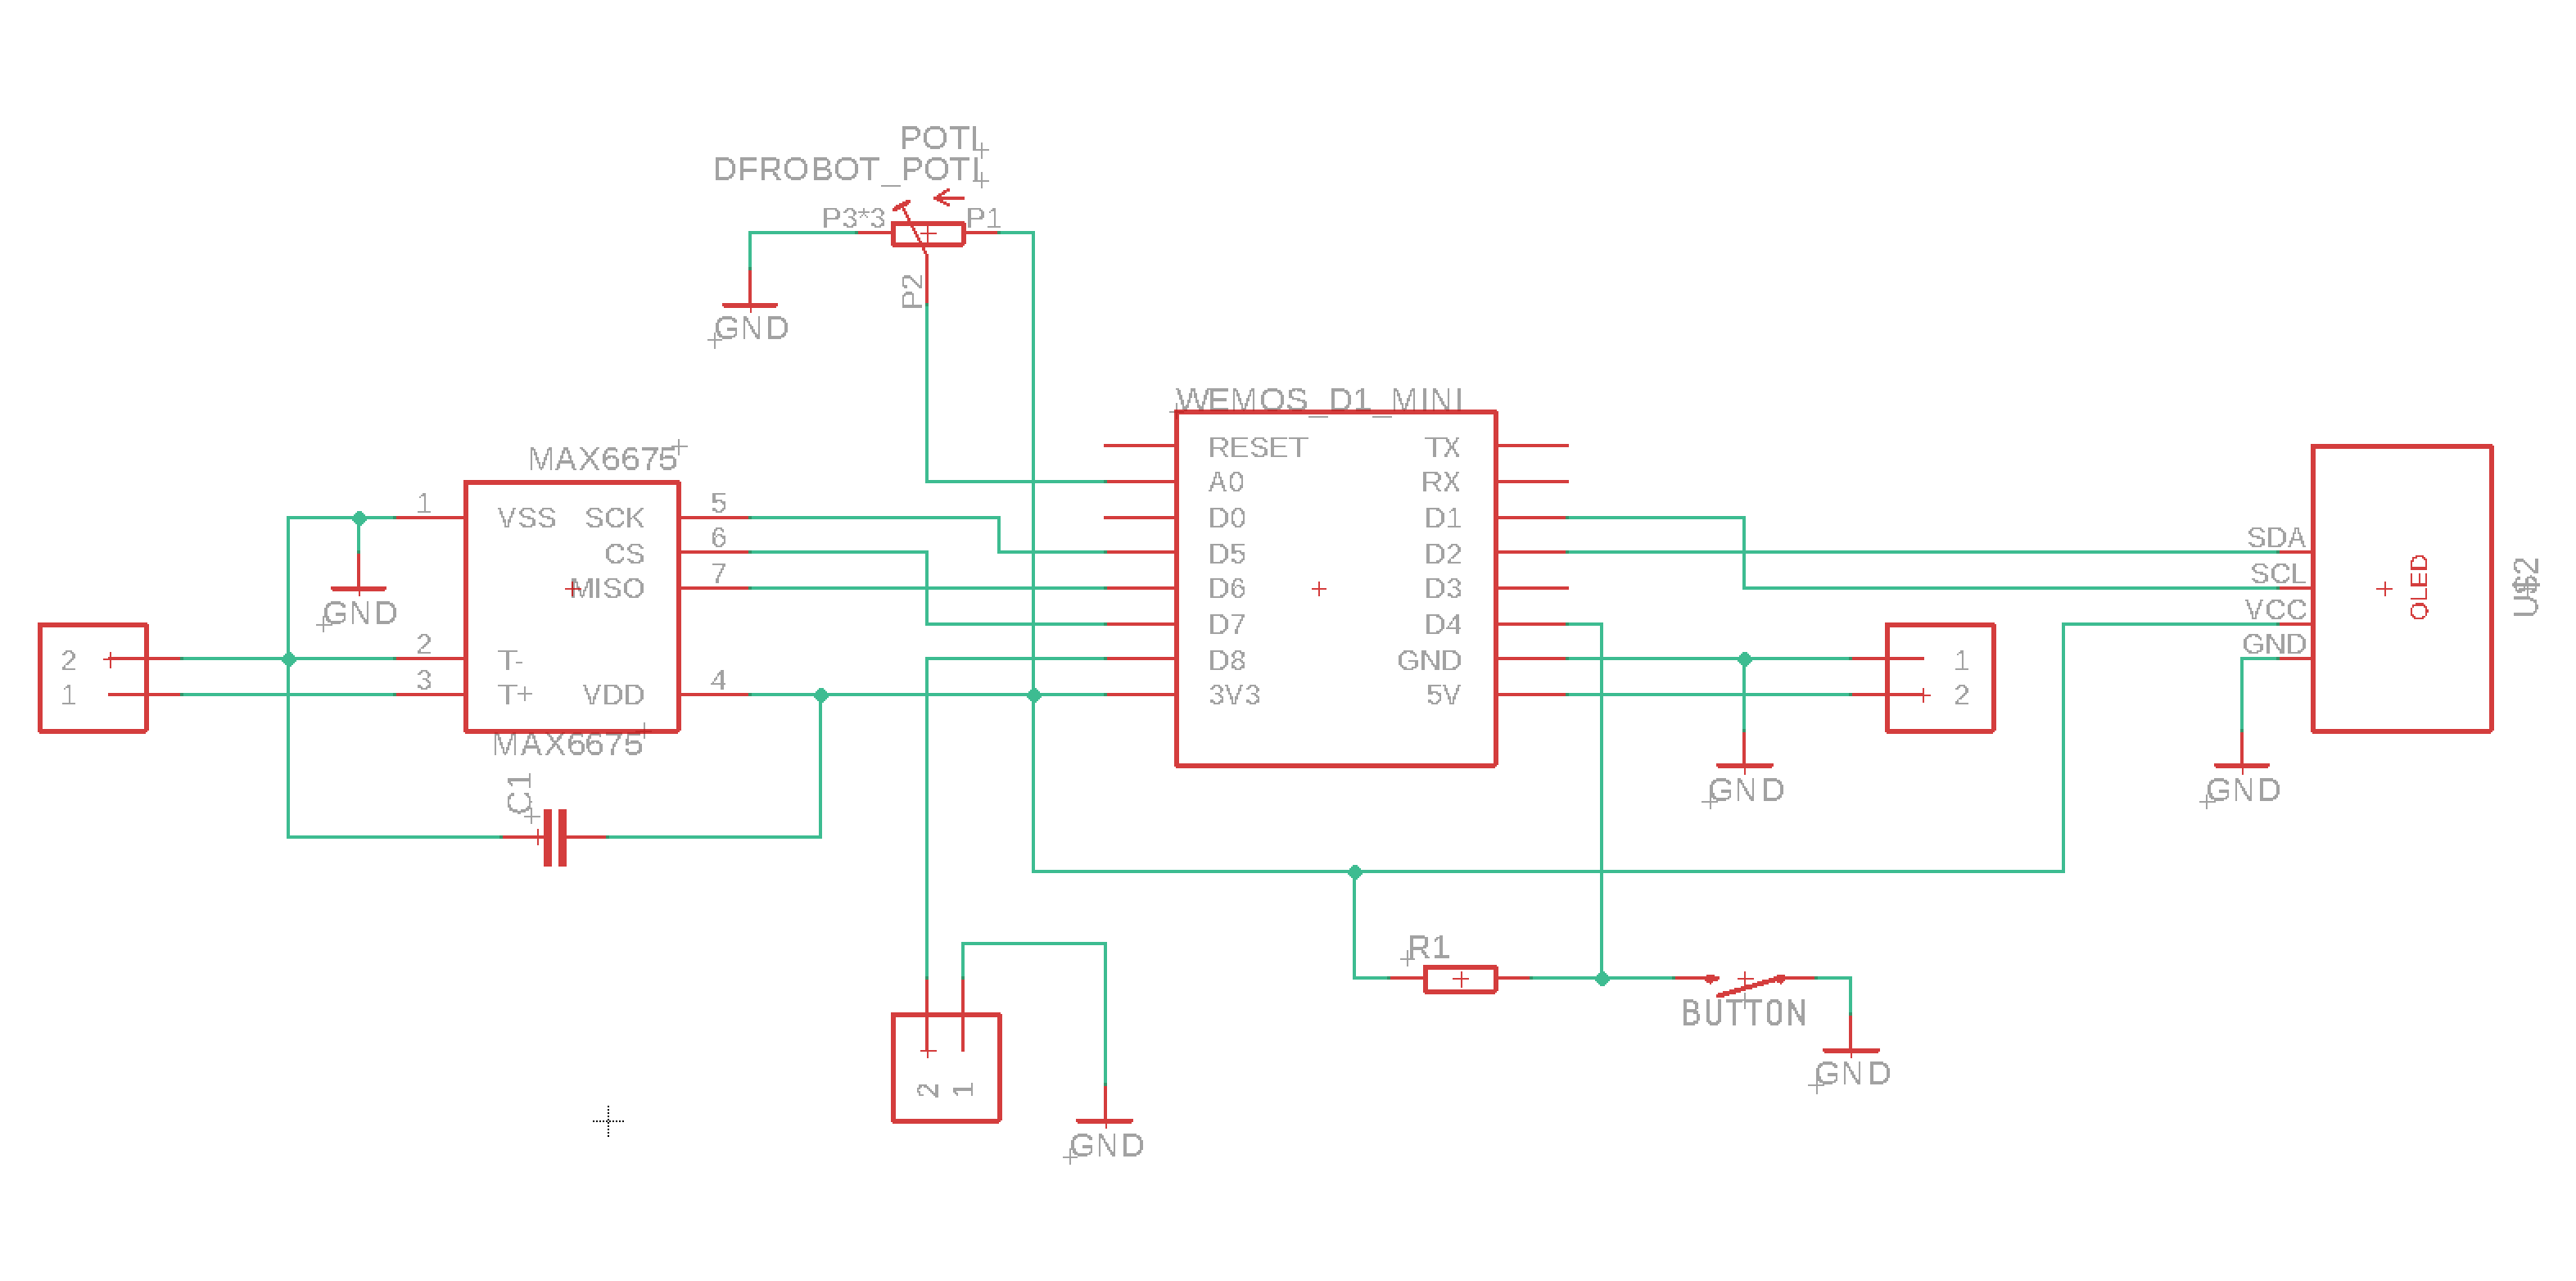 POTI
DFROBOT_POTI
P3*3
P1
P2
GND
WEMOS_D1_MINI
RESET
TX
A0
RX
D0
D1
D5
D2
D6
D3
D7
D4
D8
GND
3V3
5V
MAX6675
1
VSS
SCK
5
CS
6
MISO
7
GND
2
T-
3
T+
VDD
4
MAX6675
2
1
C1
SDA
SCL
VCC
GND
OLED
1
2
GND
GND
R1
BUTTON
GND
2
1
GND